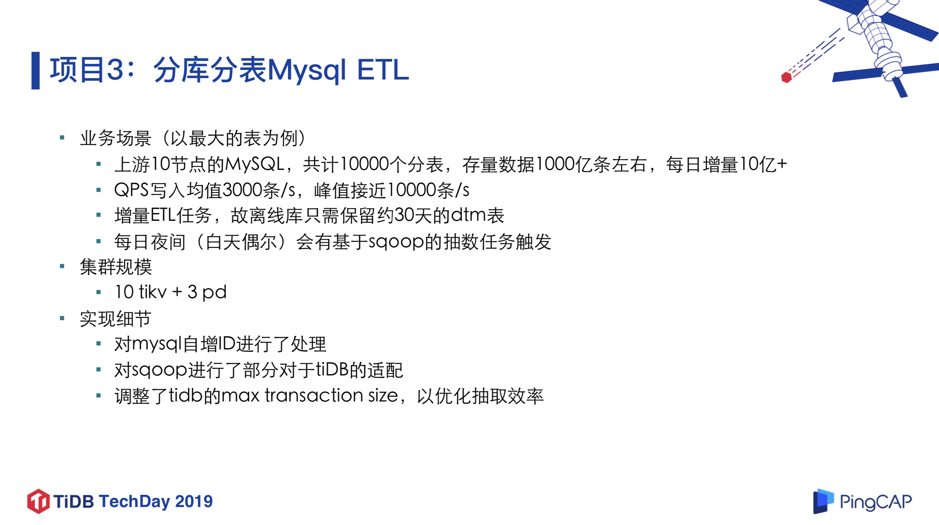 项目3：分库分表Mysql ETL
▪ 业务场景（以最大的表为例）
▪ 上游10节点的MySQL，共计10000个分表，存量数据1000亿条左右，每日增量10亿+
▪ QPS写入均值3000条/s，峰值接近10000条/s
▪ 增量ETL任务，故离线库只需保留约30天的dtm表
▪ 每日夜间（白天偶尔）会有基于sqoop的抽数任务触发
▪ 集群规模
▪ 10 tikv + 3 pd
▪ 实现细节
▪ 对mysql自增ID进行了处理
▪ 对sqoop进行了部分对于tiDB的适配
▪ 调整了tidb的max transaction size，以优化抽取效率
TiDB TechDay 2019
PingCAP